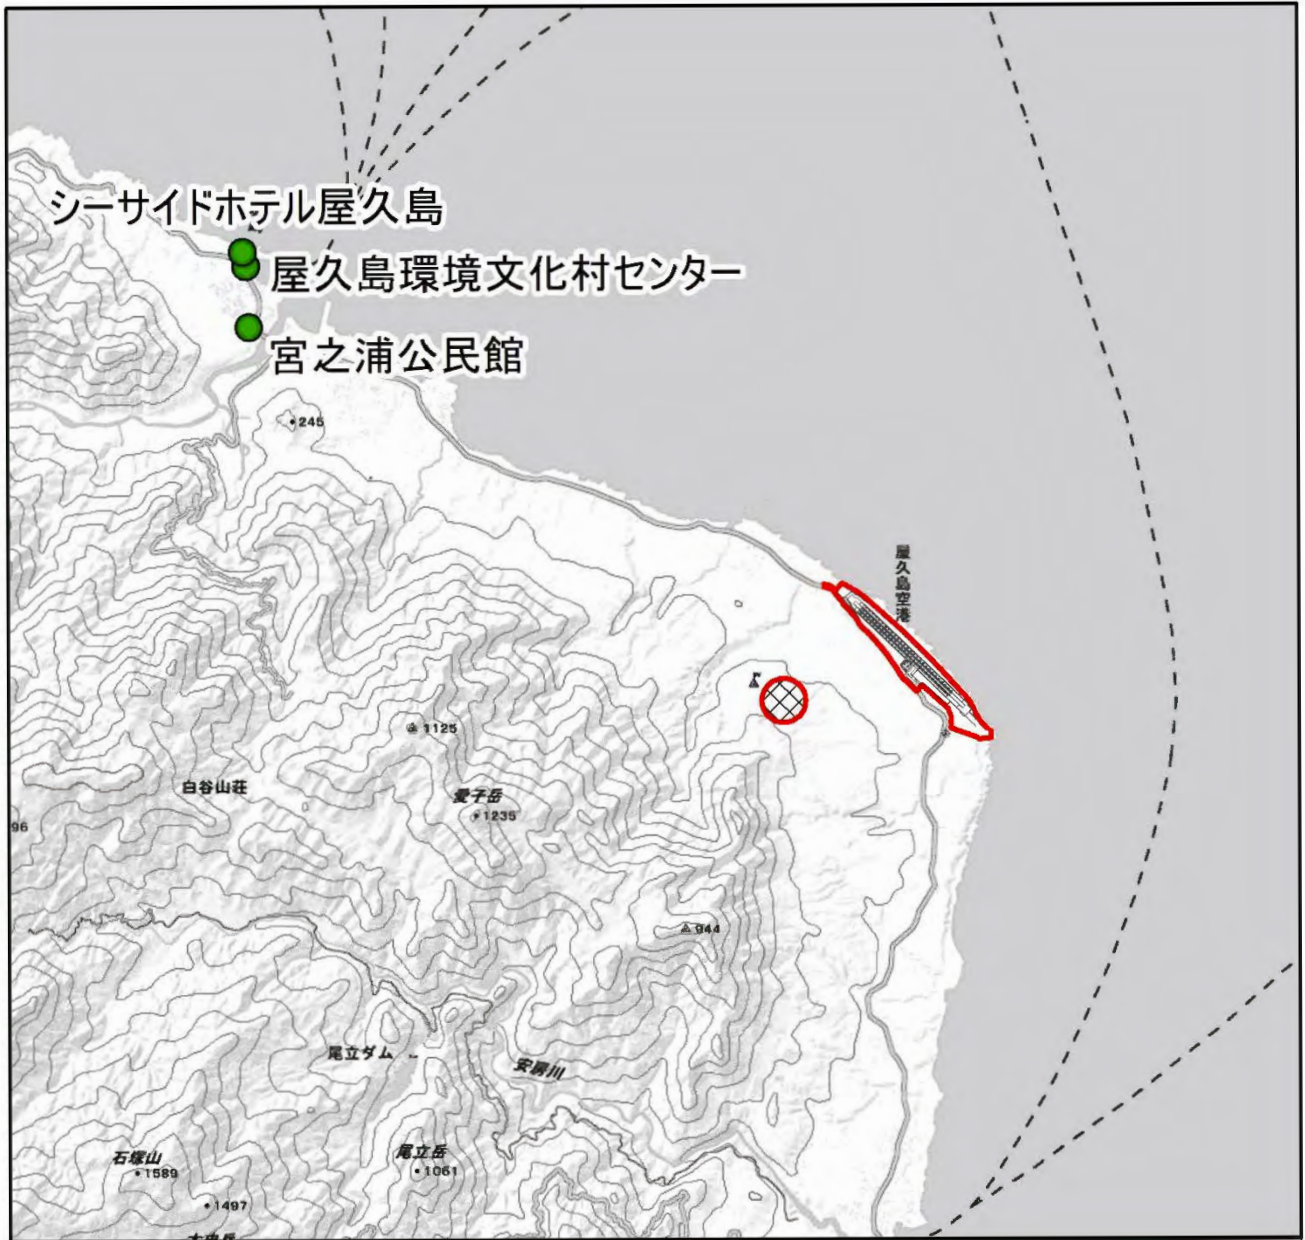 シーサイドホテル屋久島
屋久島環境文化村センター
宮之浦公民館
245
屋久島空港
1125
白谷山荘
愛子岳
1235
96
944
尾立ダム
安房川
石塚山
1589
尾立岳
1061
1497